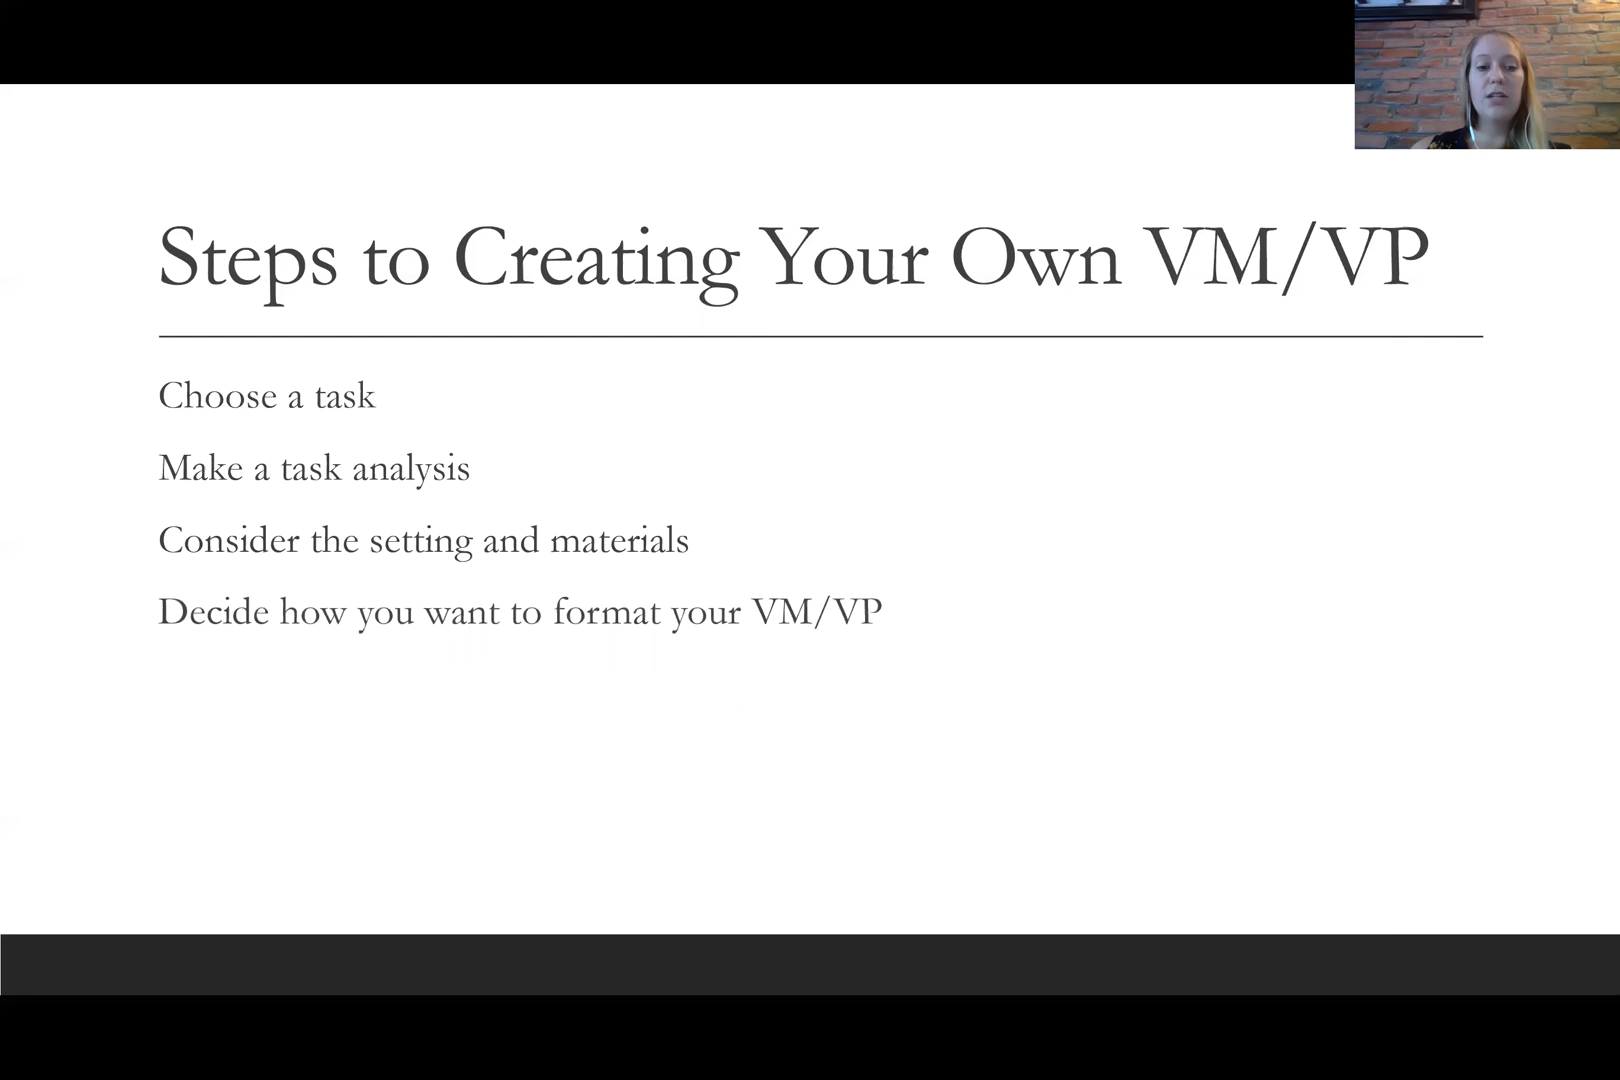 Steps to Creating Your Own VM/VP
Choose a task
Make a task analysis
Consider the setting and materials
Decide how you want to format your VM/VP